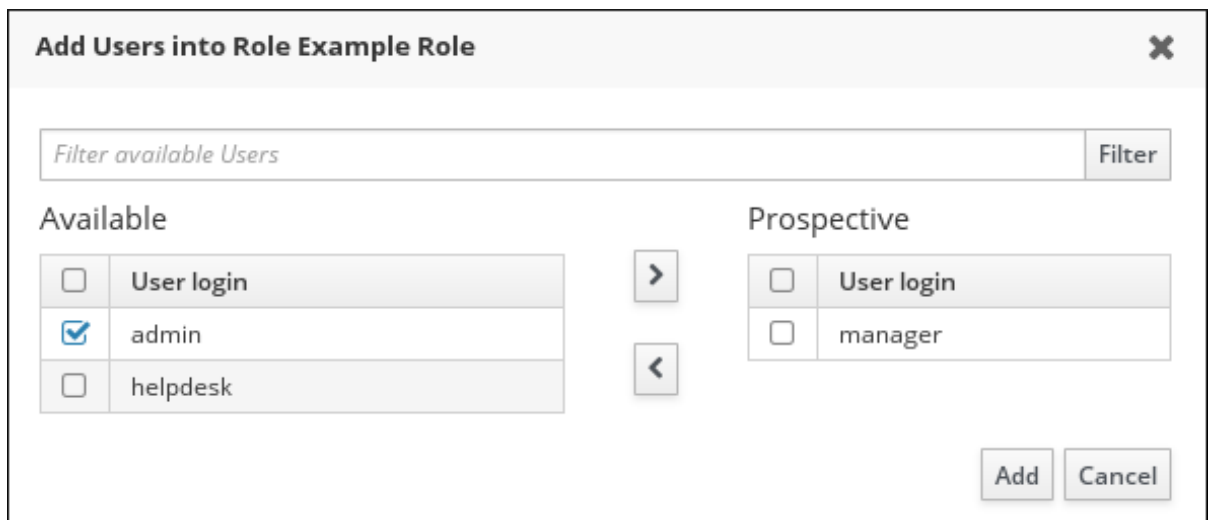 Add Users into Role Example Role
Filter available Users
Filter
Available
User login
admin
helpdesk
Prospective
User login
manager
Add
Cancel